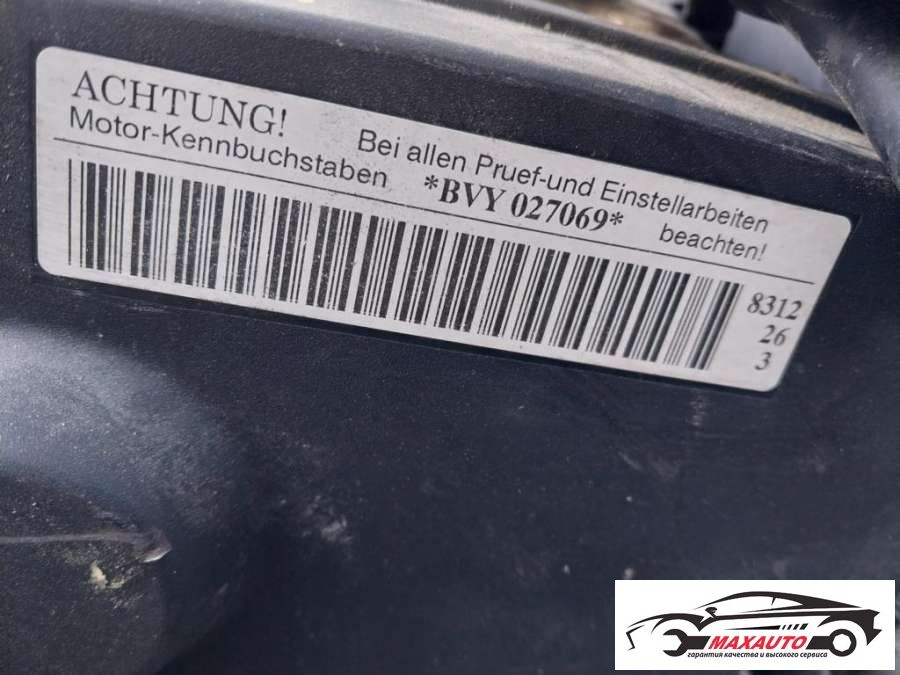 ACHTUNG! Bei allen Pruef-und Einstellarbeiten
Motor-Kennbuchstaben *BVY 027069* beachten!
8312
26
3
MAXAUTO
гарантия качества и высокого сервиса